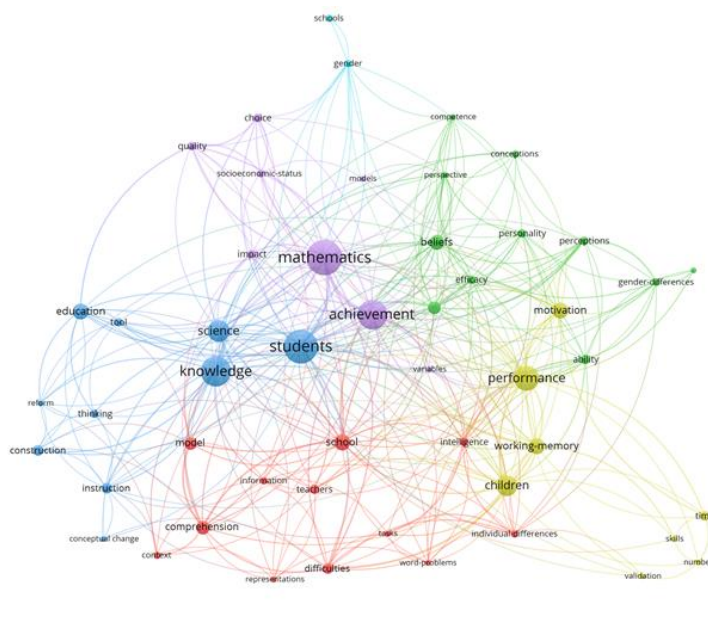 schools
gender
choice
competence
quality
conceptions
socioeconomic-status
models
perspective
beliefs
personality
perceptions
impact
mathematics
efficacy
gender-differences
education
tool
science
achievement
motivation
students
knowledge
variables
ability
performance
reform
thinking
construction
model
school
intelligence
working-memory
instruction
information
teachers
children
comprehension
conceptual change
tasks
individual differences
skills
context
difficulties
word-problems
representations
validation